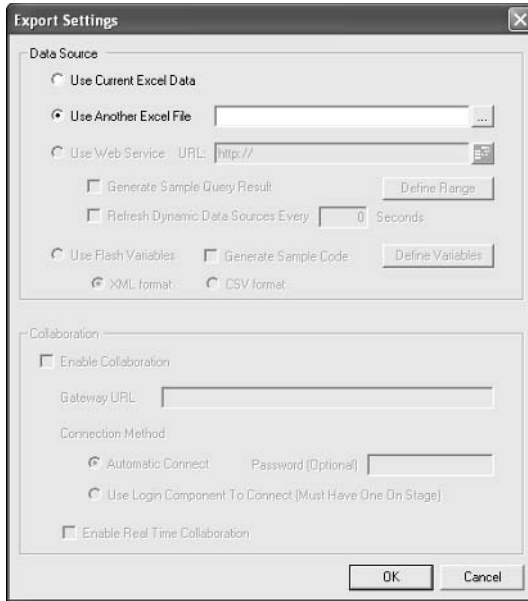 Export Settings
Data Source
Use Current Excel Data
Use Another Excel File ...
Use Web Service URL: http://
Generate Sample Query Result Define Range
Refresh Dynamic Data Sources Every 0 Seconds
Use Flash Variables Generate Sample Code Define Variables
XML format CSV format
Collaboration
Enable Collaboration
Gateway URL
Connection Method
Automatic Connect Password (Optional)
Use Login Component To Connect (Must Have One On Stage)
Enable Real Time Collaboration
OK Cancel